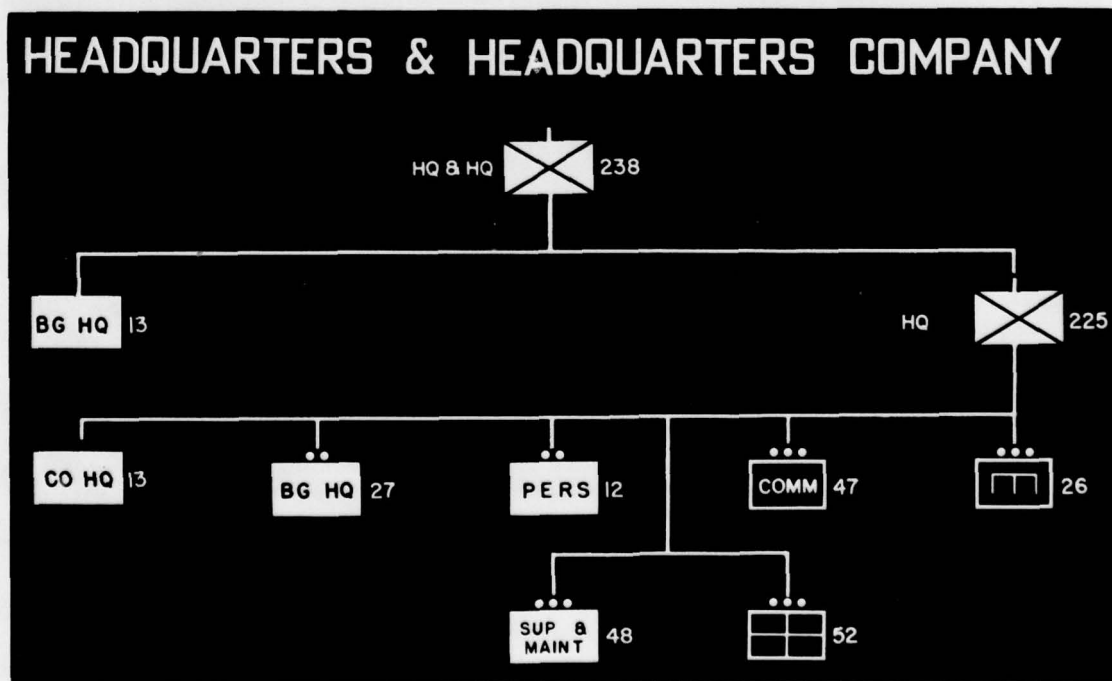 HEADQUARTERS & HEADQUARTERS COMPANY
HQ & HQ 238
BG HQ 13
HQ 225
CO HQ 13
BG HQ 27
PERS 12
COMM 47
26
SUP & MAINT 48
52